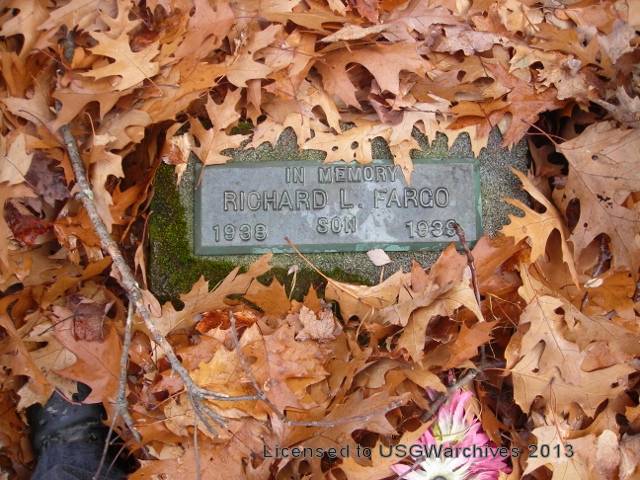 IN MEMORY
RICHARD L. FARGO
1938 SON 1938
Licensed to USGWarchives 2013